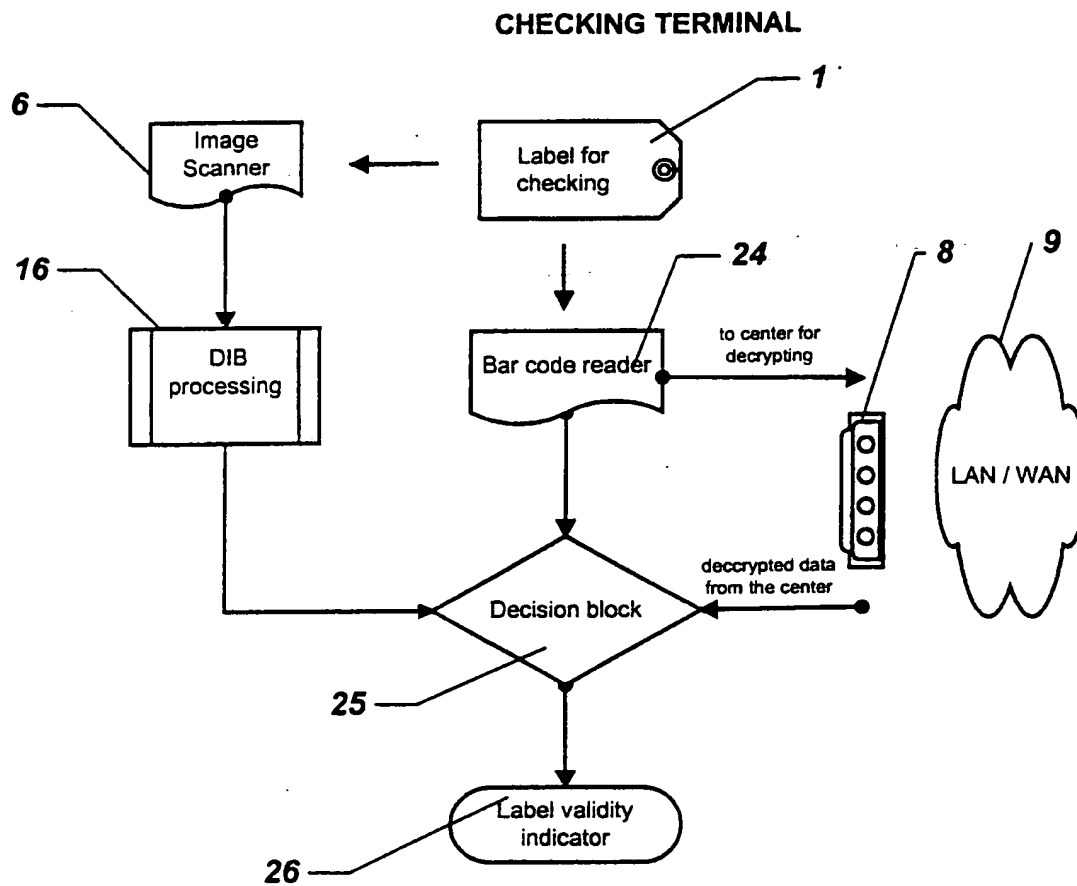 CHECKING TERMINAL
1
6
Image
Scanner
Label for
checking
16
24
8
9
DIB
processing
Bar code reader
to center for
decrypting
LAN / WAN
deccrypted data
from the center
Decision block
25
Label validity
indicator
26